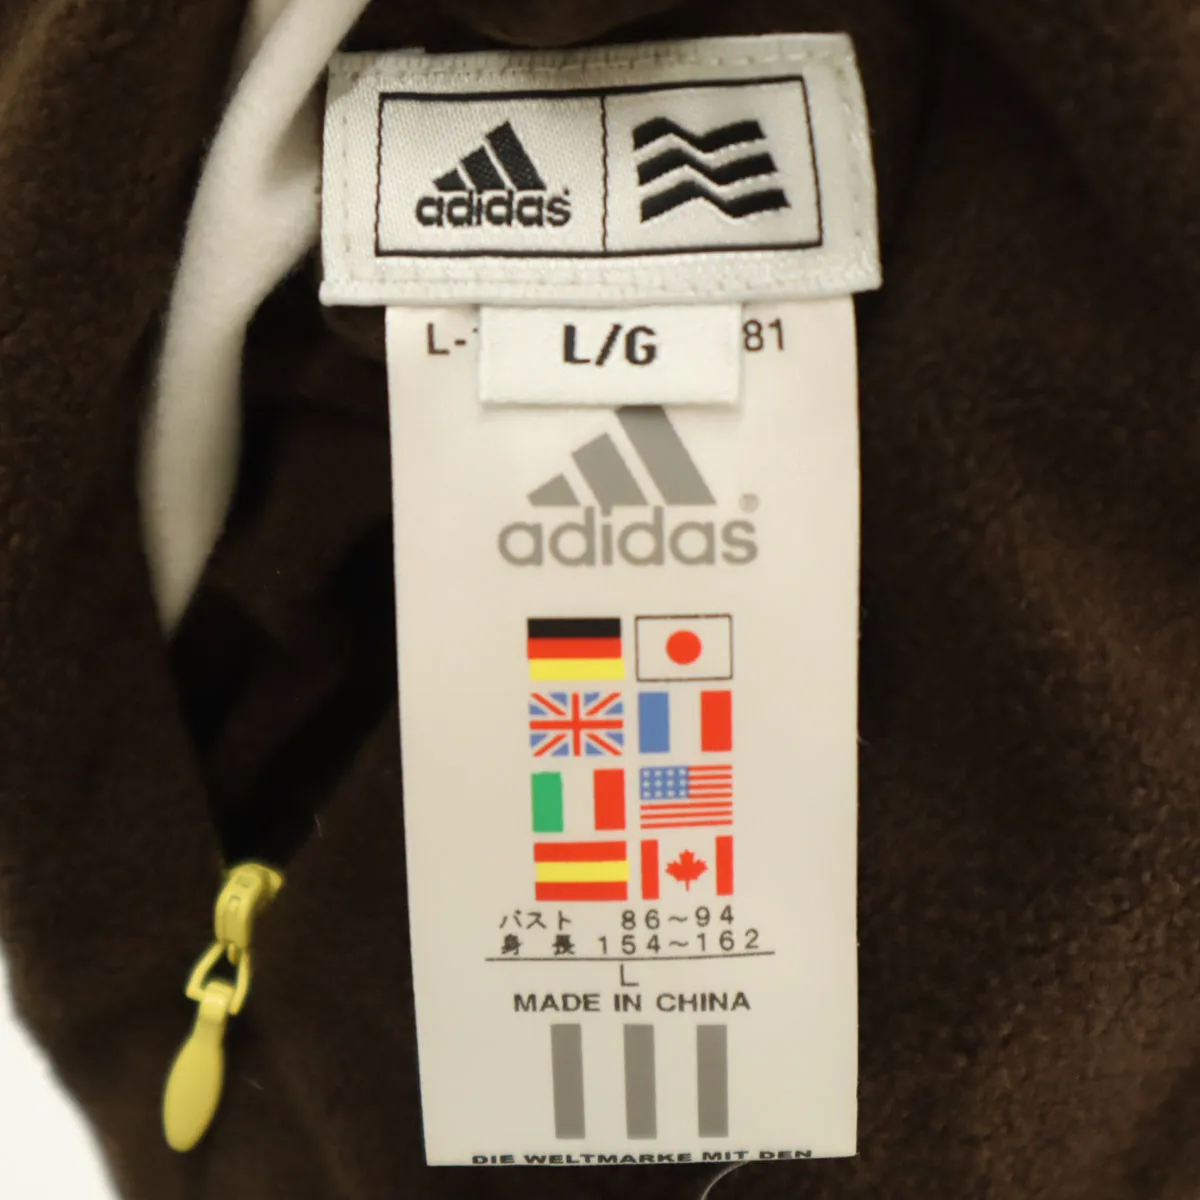 adidas
L- 81
L/G
adidas®
バスト 86~94
身長 154~162
L
MADE IN CHINA
DIE WELTMARKE MIT DEN